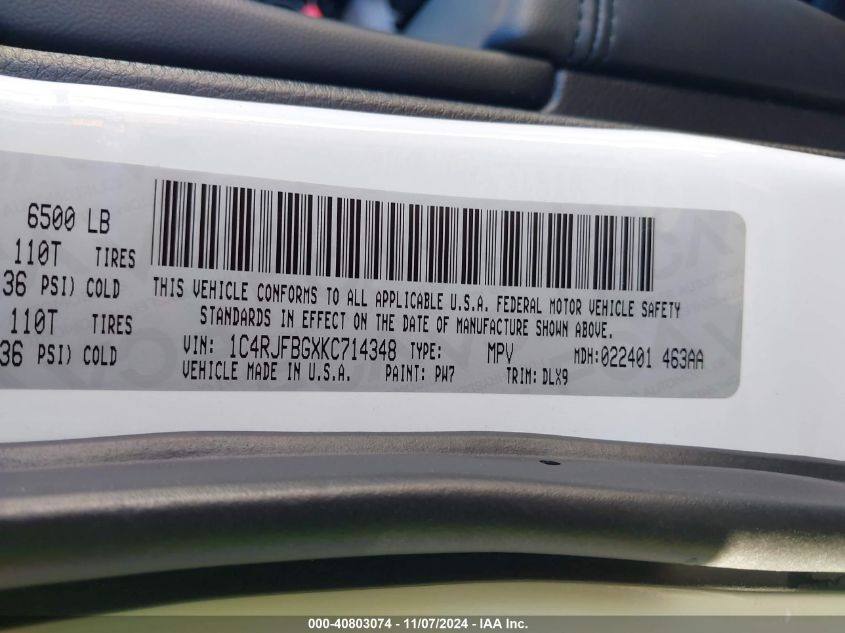 6500 LB
110T TIRES
36 PSI) COLD
110T TIRES
36 PSI) COLD
THIS VEHICLE CONFORMS TO ALL APPLICABLE U.S.A. FEDERAL MOTOR VEHICLE SAFETY
STANDARDS IN EFFECT ON THE DATE OF MANUFACTURE SHOWN ABOVE.
VIN: 1C4RJFBGXKC714348 TYPE: MPV MDH:022401 463AA
VEHICLE MADE IN U.S.A. PAINT: PW7 TRIM: DLX9
000-40803074 — 11/07/2024 — IAA Inc.